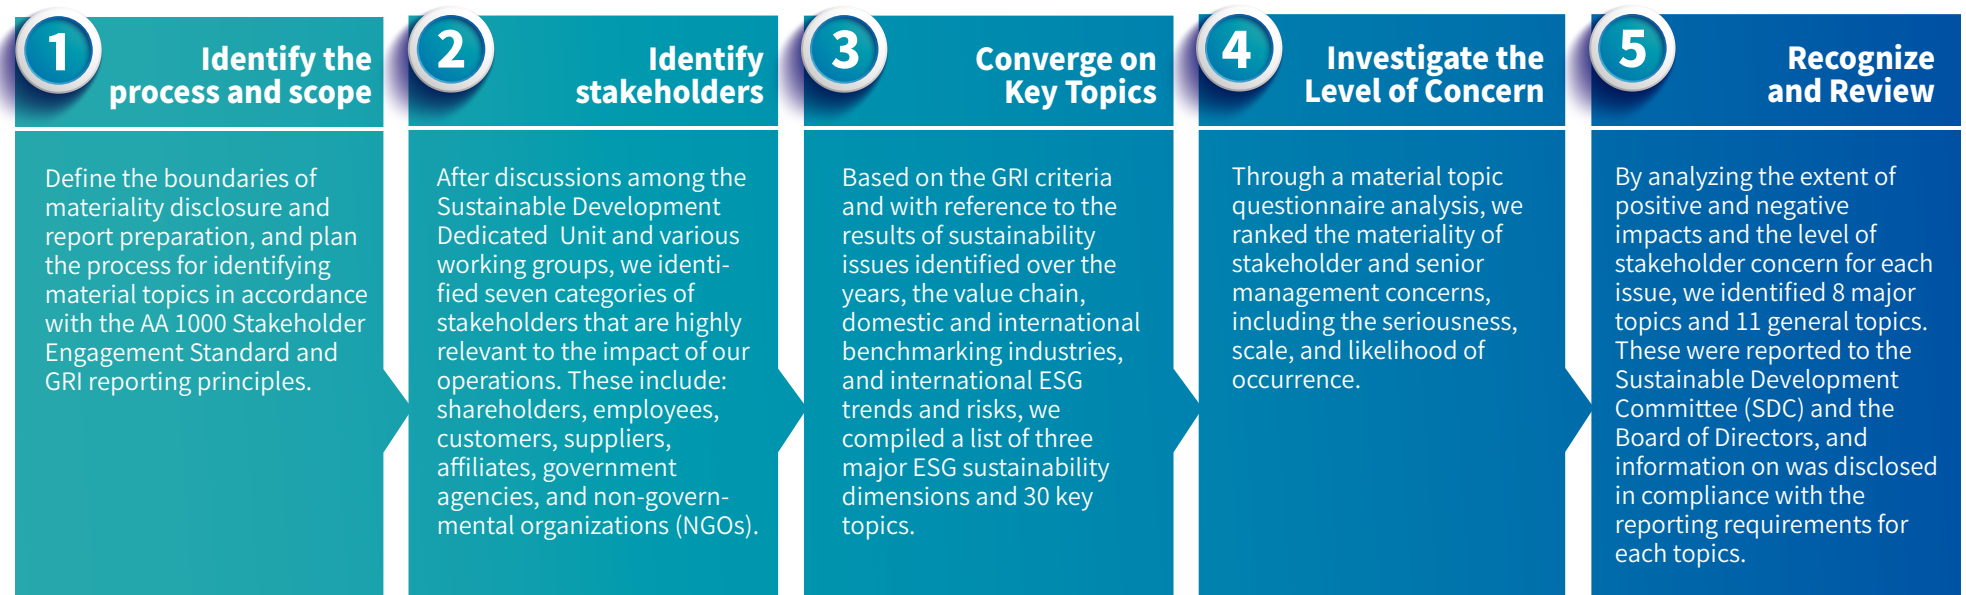 1
Identify the
process and scope
Define the boundaries of
materiality disclosure and
report preparation, and plan
the process for identifying
material topics in accordance
with the AA 1000 Stakeholder
Engagement Standard and
GRI reporting principles.
2
Identify
stakeholders
After discussions among the
Sustainable Development
Dedicated  Unit and various
working groups, we identi-
fied seven categories of
stakeholders that are highly
relevant to the impact of our
operations. These include:
shareholders, employees,
customers, suppliers,
affiliates, government
agencies, and non-govern-
mental organizations (NGOs).
3
Converge on
Key Topics
Based on the GRI criteria
and with reference to the
results of sustainability
issues identified over the
years, the value chain,
domestic and international
benchmarking industries,
and international ESG
trends and risks, we
compiled a list of three
major ESG sustainability
dimensions and 30 key
topics.
4
Investigate the
Level of Concern
Through a material topic
questionnaire analysis, we
ranked the materiality of
stakeholder and senior
management concerns,
including the seriousness,
scale, and likelihood of
occurrence.
5
Recognize
and Review
By analyzing the extent of
positive and negative
impacts and the level of
stakeholder concern for each
issue, we identified 8 major
topics and 11 general topics.
These were reported to the
Sustainable Development
Committee (SDC) and the
Board of Directors, and
information on was disclosed
in compliance with the
reporting requirements for
each topics.